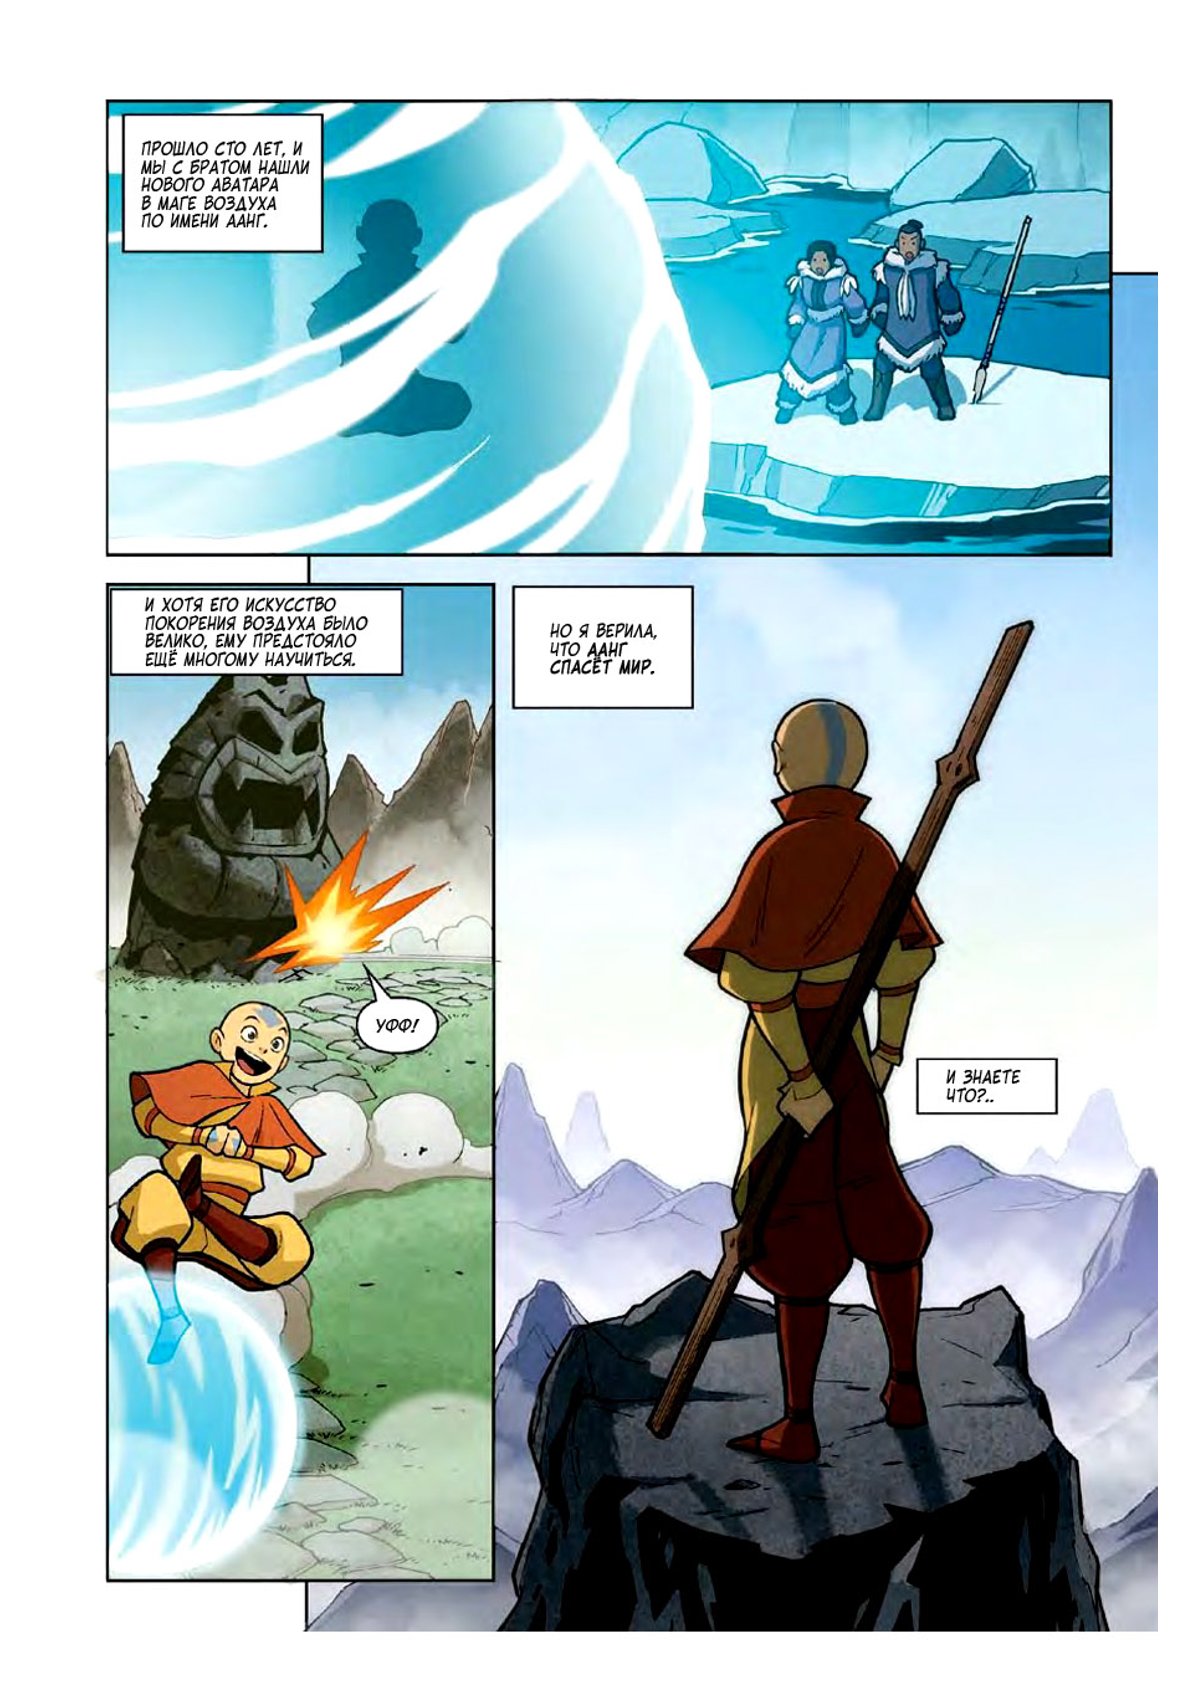 ПРОШЛО СТО ЛЕТ, И
МЫ С БРАТОМ НАШЛИ
НОВОГО АВАТАРА
В МАГЕ ВОЗДУХА
ПО ИМЕНИ ААНГ.
И ХОТЯ ЕГО ИСКУССТВО
ПОКОРЕНИЯ ВОЗДУХА БЫЛО
ВЕЛИКО, ЕМУ ПРЕДСТОЯЛО
ЕЩЁ МНОГОМУ НАУЧИТЬСЯ.
УФФ!
НО Я ВЕРИЛА,
ЧТО ААНГ
СПАСЁТ МИР.
И ЗНАЕТЕ
ЧТО?..